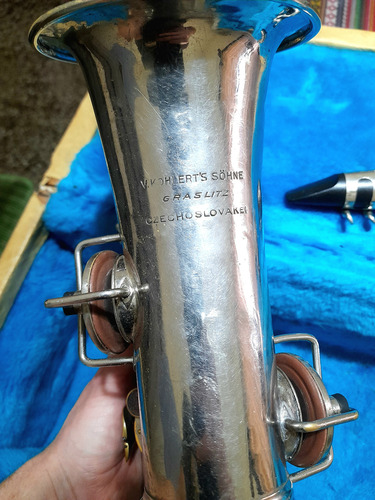 V. KOHLERT'S SÖHNE
GRASLITZ
CZECHOSLOVAKEI